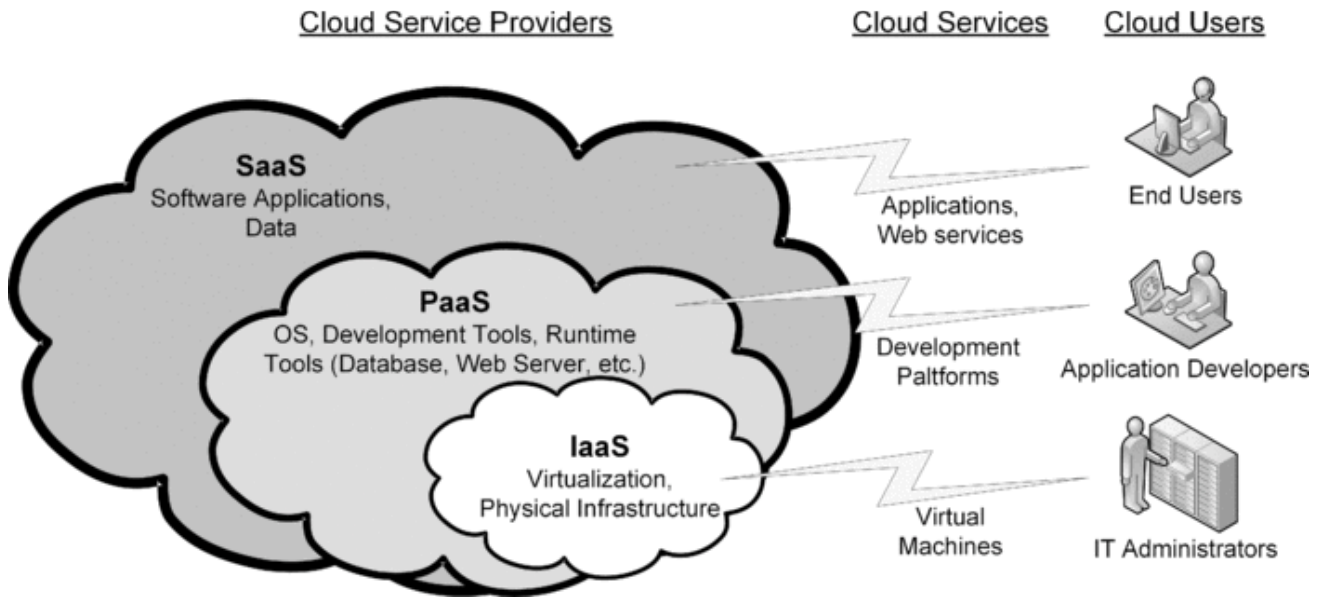 Cloud Service Providers
Cloud Services
Cloud Users
SaaS
Software Applications,
Data
Applications,
Web services
End Users
PaaS
OS, Development Tools, Runtime
Tools (Database, Web Server, etc.)
Development
Paltforms
Application Developers
IaaS
Virtualization,
Physical Infrastructure
Virtual
Machines
IT Administrators